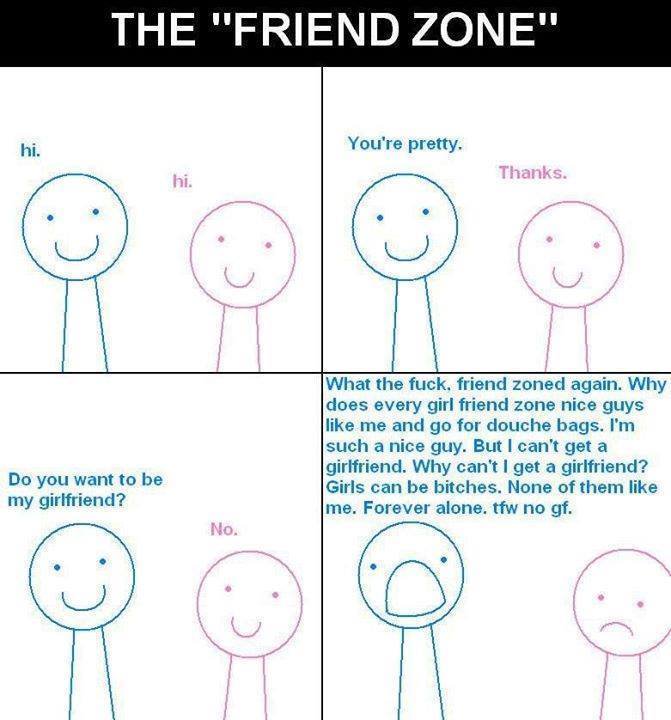 THE "FRIEND ZONE"
hi.
hi.
You're pretty.
Thanks.
Do you want to be
my girlfriend?
No.
What the fuck, friend zoned again. Why
does every girl friend zone nice guys
like me and go for douche bags. I'm
such a nice guy. But I can't get a
girlfriend. Why can't I get a girlfriend?
Girls can be bitches. None of them like
me. Forever alone. tfw no gf.